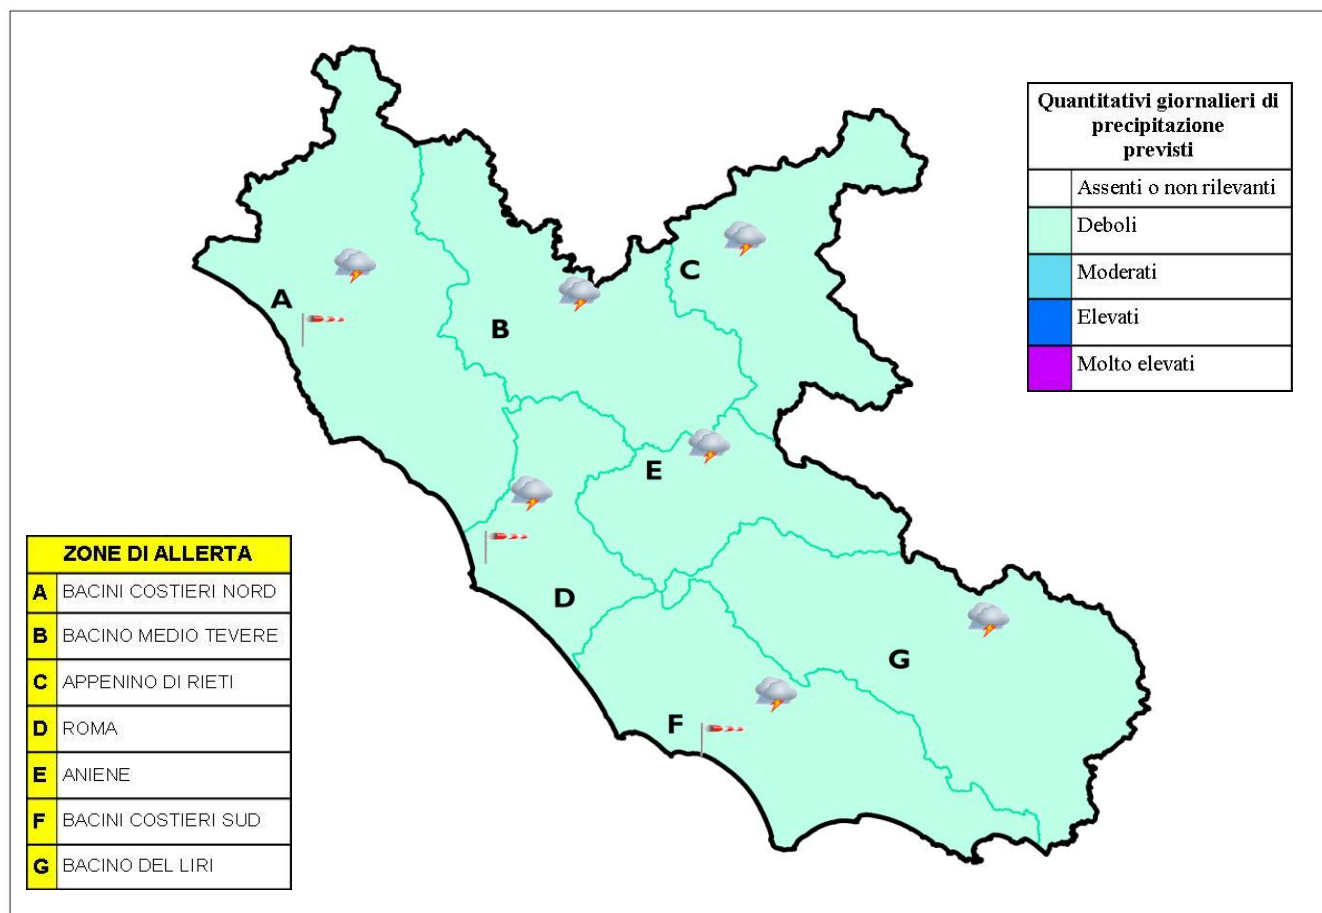 Quantitativi giornalieri di
precipitazione
previsti
Assenti o non rilevanti
Deboli
Moderati
Elevati
Molto elevati
A
B
C
D
E
F
G
ZONE DI ALLERTA
A BACINI COSTIERI NORD
B BACINO MEDIO TEVERE
C APPENINO DI RIETI
D ROMA
E ANIENE
F BACINI COSTIERI SUD
G BACINO DEL LIRI